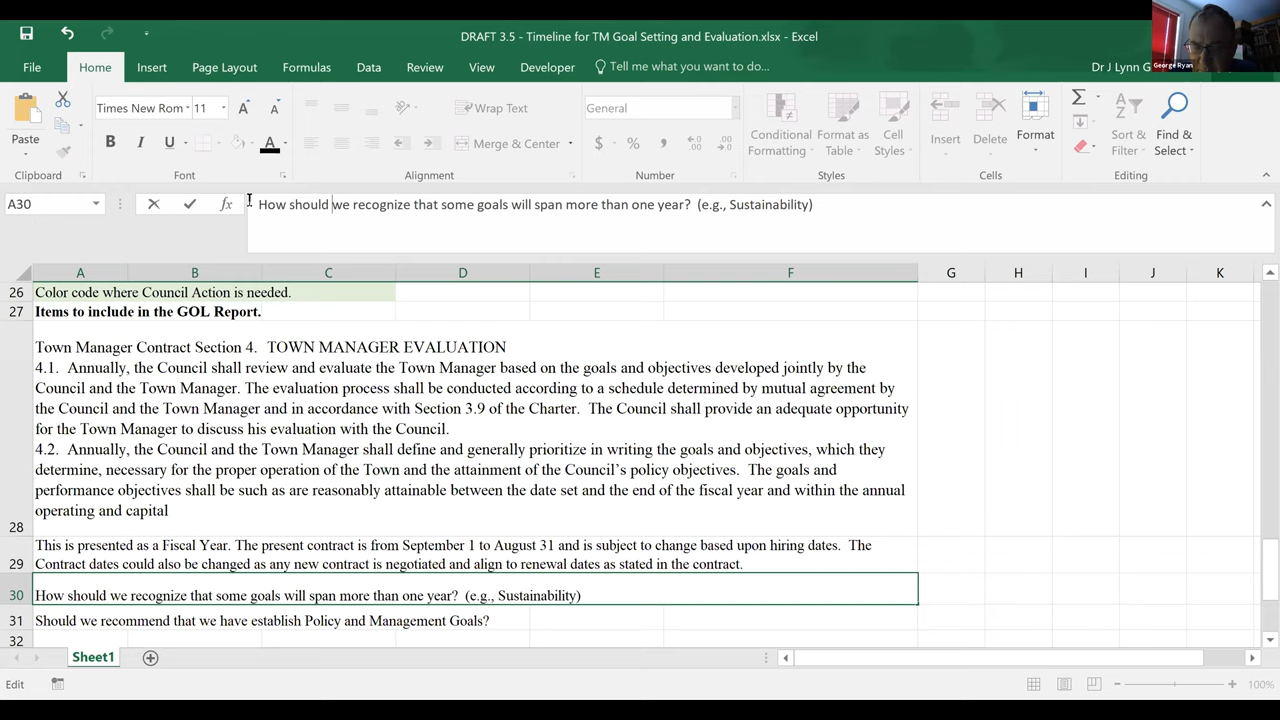 DRAFT 3.5 - Timeline for TM Goal Setting and Evaluation.xlsx - Excel
George Ryan
File Home Insert Page Layout Formulas Data Review View Developer Tell me what you want to do... Dr J Lynn G
Paste
Clipboard
Times New Rom 11
B I U A
Font
Wrap Text
Merge & Center
Alignment
General
$ % , .0 .00
Number
Conditional Formatting
Format as Table
Cell Styles
Styles
Insert
Delete
Format
Cells
Sort & Filter
Find & Select
Editing
A30 fx How should we recognize that some goals will span more than one year?  (e.g., Sustainability)
A B C D E F G H I J K
26 Color code where Council Action is needed.
27 Items to include in the GOL Report.
Town Manager Contract Section 4.  TOWN MANAGER EVALUATION
4.1.  Annually, the Council shall review and evaluate the Town Manager based on the goals and objectives developed jointly by the
Council and the Town Manager. The evaluation process shall be conducted according to a schedule determined by mutual agreement by
the Council and the Town Manager and in accordance with Section 3.9 of the Charter.  The Council shall provide an adequate opportunity
for the Town Manager to discuss his evaluation with the Council.
4.2.  Annually, the Council and the Town Manager shall define and generally prioritize in writing the goals and objectives, which they
determine, necessary for the proper operation of the Town and the attainment of the Council's policy objectives.  The goals and
performance objectives shall be such as are reasonably attainable between the date set and the end of the fiscal year and within the annual
operating and capital
28
This is presented as a Fiscal Year. The present contract is from September 1 to August 31 and is subject to change based upon hiring dates.  The
29 Contract dates could also be changed as any new contract is negotiated and align to renewal dates as stated in the contract.
30 How should we recognize that some goals will span more than one year?  (e.g., Sustainability)
31 Should we recommend that we have establish Policy and Management Goals?
32
Sheet1
Edit
100%